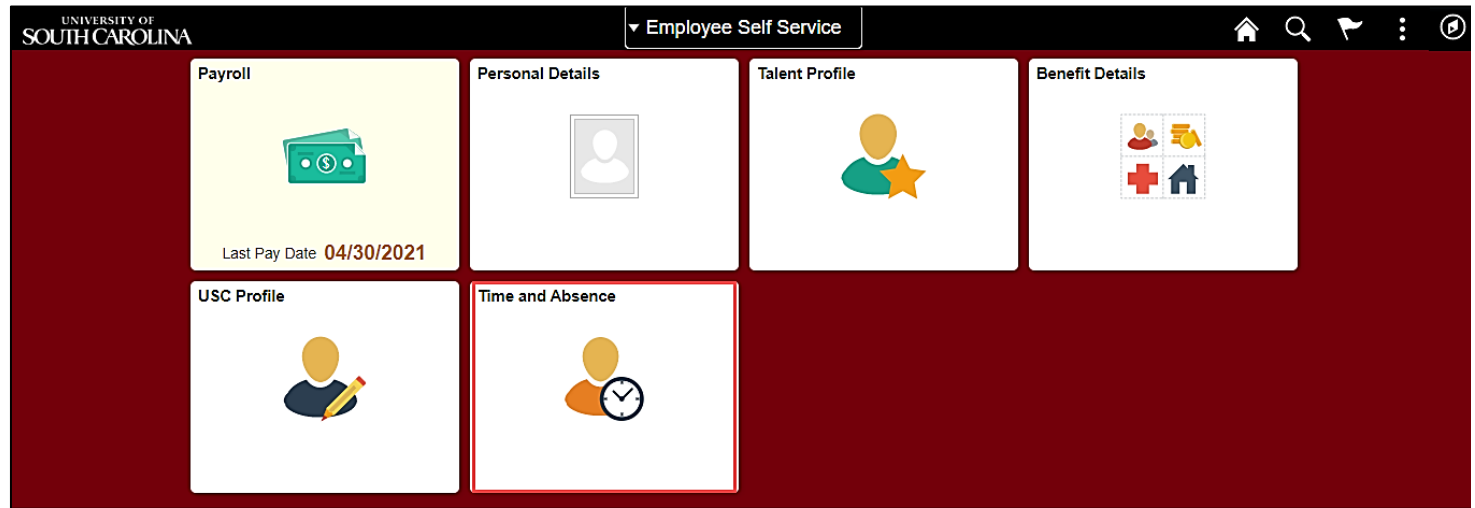 UNIVERSITY OF
SOUTH CAROLINA
Employee Self Service
Payroll
Personal Details
Talent Profile
Benefit Details
Last Pay Date 04/30/2021
USC Profile
Time and Absence